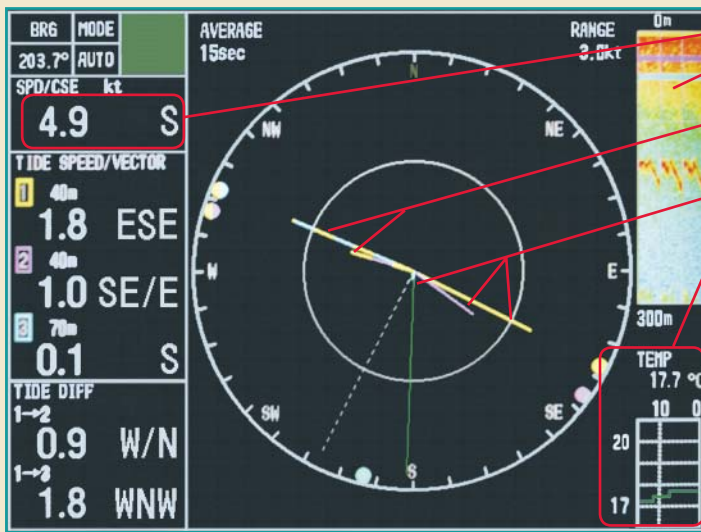 BRG MODE
203.7° AUTO
SPD/CSE kt
4.9 S
TIDE SPEED/VECTOR
1 40m
1.8 ESE
2 40m
1.0 SE/E
3 70m
0.1 S
TIDE DIFF
1→2
0.9 W/N
1→3
1.8 WNW
AVERAGE
15sec
RANGE
3.0kt
N
NW NE
W E
SW SE
S
0m
300m
TEMP
17.7 °C
10 0
20
17